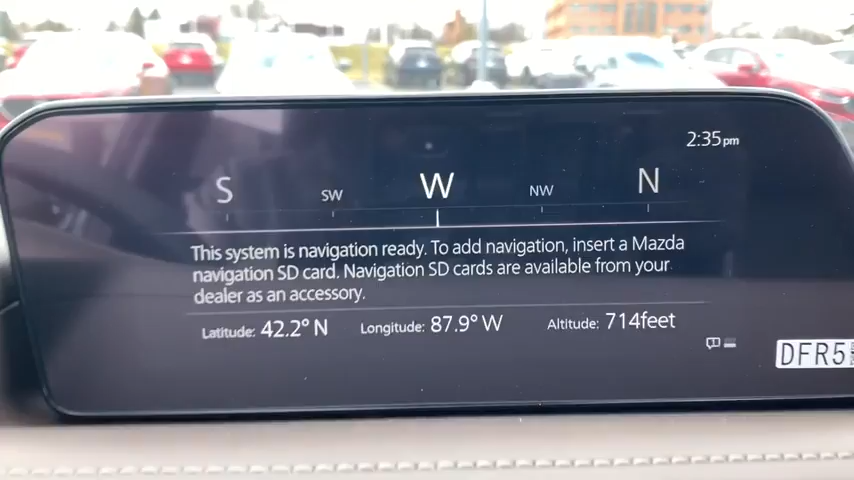 2:35pm
S SW W NW N
This system is navigation ready. To add navigation, insert a Mazda
navigation SD card. Navigation SD cards are available from your
dealer as an accessory.
Latitude: 42.2° N Longitude: 87.9° W Altitude: 714feet
DFR5